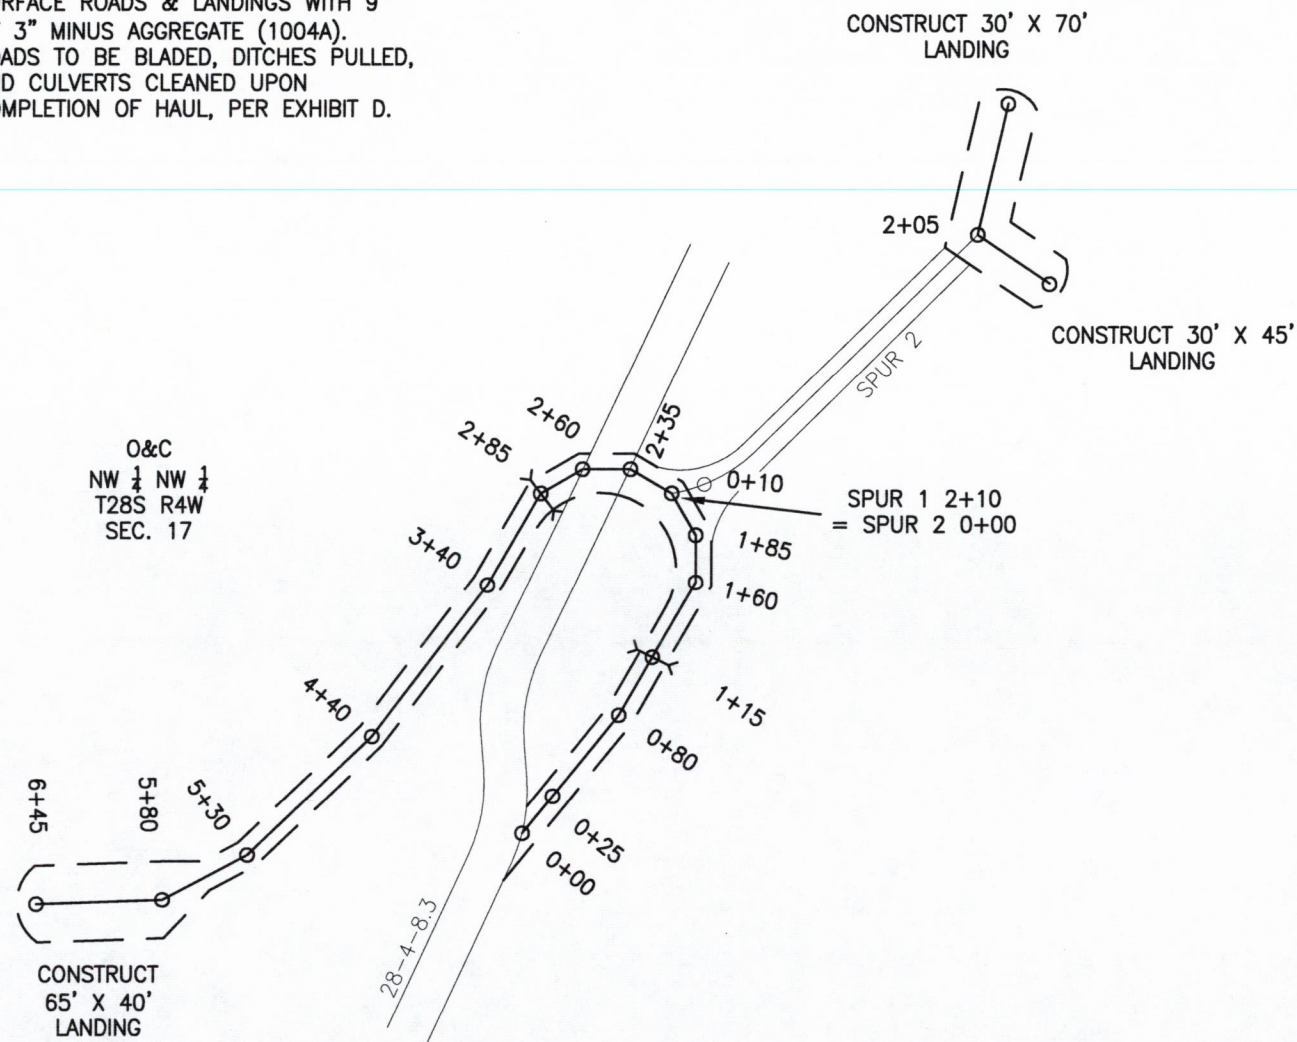 ROADS & LANDINGS WITH 9
3" MINUS AGGREGATE (1004A).
TO BE BLADED, DITCHES PULLED,
CULVERTS CLEANED UPON
OF HAUL, PER EXHIBIT D.
CONSTRUCT 30' X 70'
LANDING
2+05
CONSTRUCT 30' X 45'
LANDING
SPUR 2
2+60
2+35
2+85
O&C
NW 1/4 NW 1/4
T28S R4W
SEC. 17
0+10
SPUR 1 2+10
= SPUR 2 0+00
3+40
1+85
1+60
4+40
1+15
0+80
6+45
5+80
5+30
0+25
0+00
28-4-8.3
CONSTRUCT
65' X 40'
LANDING